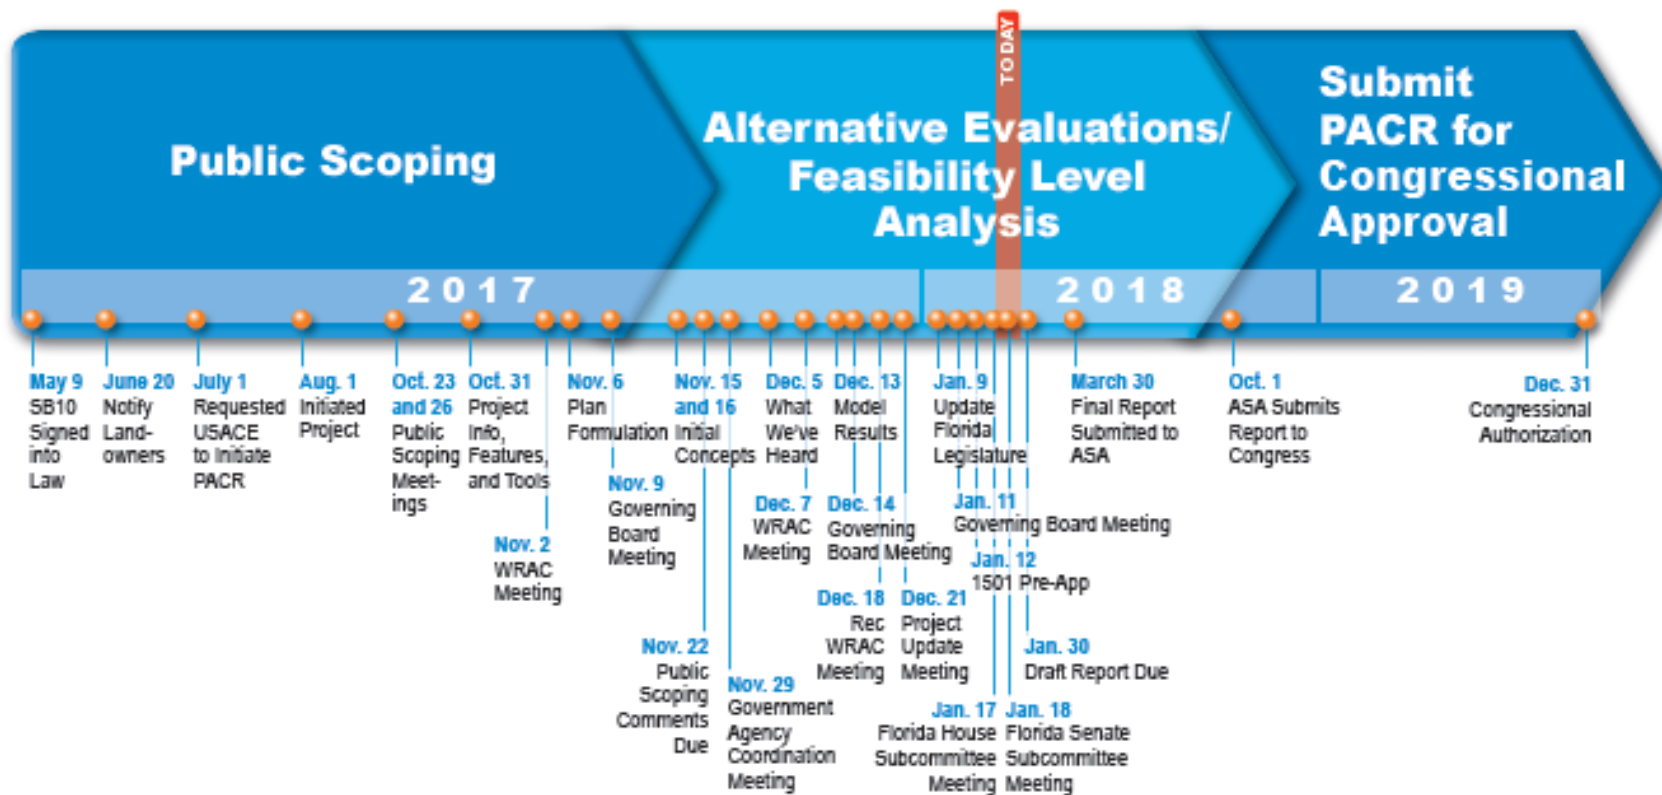 TODAY
Public Scoping
Alternative Evaluations/
Feasibility Level
Analysis
Submit
PACR for
Congressional
Approval
2017
2018
2019
May 9
SB10
Signed
into
Law
June 20
Notify
Land-
owners
July 1
Requested
USACE
to Initiate
PACR
Aug. 1
Initiated
Project
Oct. 23
and 26
Public
Scoping
Meet-
ings
Oct. 31
Project
Info,
Features,
and Tools
Nov. 2
WRAC
Meeting
Nov. 6
Plan
Formulation
Nov. 9
Governing
Board
Meeting
Nov. 15
and 16
Initial
Concepts
Nov. 22
Public
Scoping
Comments
Due
Nov. 29
Government
Agency
Coordination
Meeting
Dec. 5
What
We've
Heard
Dec. 7
WRAC
Meeting
Dec. 13
Model
Results
Dec. 14
Governing
Board Meeting
Dec. 18
Rec
WRAC
Meeting
Dec. 21
Project
Update
Meeting
Jan. 9
Update
Florida
Legislature
Jan. 11
Governing Board Meeting
Jan. 12
1501 Pre-App
Jan. 17
Florida House
Subcommittee
Meeting
Jan. 18
Florida Senate
Subcommittee
Meeting
Jan. 30
Draft Report Due
March 30
Final Report
Submitted to
ASA
Oct. 1
ASA Submits
Report to
Congress
Dec. 31
Congressional
Authorization